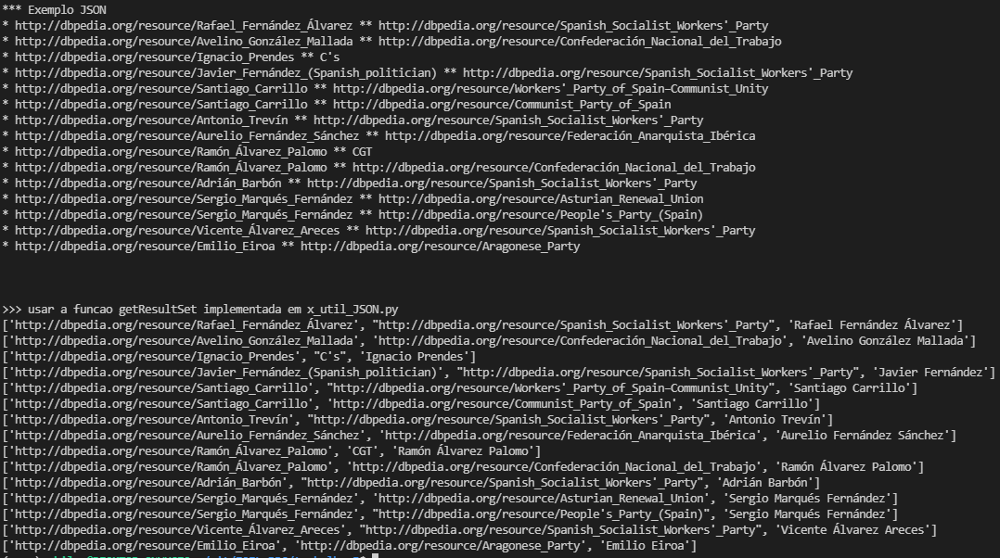 *** Exemplo JSON
* http://dbpedia.org/resource/Rafael_Fernández_Álvarez ** http://dbpedia.org/resource/Spanish_Socialist_Workers'_Party
* http://dbpedia.org/resource/Avelino_González_Mallada ** http://dbpedia.org/resource/Confederación_Nacional_del_Trabajo
* http://dbpedia.org/resource/Ignacio_Prendes ** C's
* http://dbpedia.org/resource/Javier_Fernández_(Spanish_politician) ** http://dbpedia.org/resource/Spanish_Socialist_Workers'_Party
* http://dbpedia.org/resource/Santiago_Carrillo ** http://dbpedia.org/resource/Workers'_Party_of_Spain–Communist_Unity
* http://dbpedia.org/resource/Santiago_Carrillo ** http://dbpedia.org/resource/Communist_Party_of_Spain
* http://dbpedia.org/resource/Antonio_Trevín ** http://dbpedia.org/resource/Spanish_Socialist_Workers'_Party
* http://dbpedia.org/resource/Aurelio_Fernández_Sánchez ** http://dbpedia.org/resource/Federación_Anarquista_Ibérica
* http://dbpedia.org/resource/Ramón_Álvarez_Palomo ** CGT
* http://dbpedia.org/resource/Ramón_Álvarez_Palomo ** http://dbpedia.org/resource/Confederación_Nacional_del_Trabajo
* http://dbpedia.org/resource/Adrián_Barbón ** http://dbpedia.org/resource/Spanish_Socialist_Workers'_Party
* http://dbpedia.org/resource/Sergio_Marqués_Fernández ** http://dbpedia.org/resource/Asturian_Renewal_Union
* http://dbpedia.org/resource/Sergio_Marqués_Fernández ** http://dbpedia.org/resource/People's_Party_(Spain)
* http://dbpedia.org/resource/Vicente_Álvarez_Areces ** http://dbpedia.org/resource/Spanish_Socialist_Workers'_Party
* http://dbpedia.org/resource/Emilio_Eiroa ** http://dbpedia.org/resource/Aragonese_Party
>>> usar a funcao getResultSet implementada em x_util_JSON.py
['http://dbpedia.org/resource/Rafael_Fernández_Álvarez', "http://dbpedia.org/resource/Spanish_Socialist_Workers'_Party", 'Rafael Fernández Álvarez']
['http://dbpedia.org/resource/Avelino_González_Mallada', 'http://dbpedia.org/resource/Confederación_Nacional_del_Trabajo', 'Avelino González Mallada']
['http://dbpedia.org/resource/Ignacio_Prendes', "C's", 'Ignacio Prendes']
['http://dbpedia.org/resource/Javier_Fernández_(Spanish_politician)', "http://dbpedia.org/resource/Spanish_Socialist_Workers'_Party", 'Javier Fernández']
['http://dbpedia.org/resource/Santiago_Carrillo', "http://dbpedia.org/resource/Workers'_Party_of_Spain–Communist_Unity", 'Santiago Carrillo']
['http://dbpedia.org/resource/Santiago_Carrillo', 'http://dbpedia.org/resource/Communist_Party_of_Spain', 'Santiago Carrillo']
['http://dbpedia.org/resource/Antonio_Trevín', "http://dbpedia.org/resource/Spanish_Socialist_Workers'_Party", 'Antonio Trevín']
['http://dbpedia.org/resource/Aurelio_Fernández_Sánchez', 'http://dbpedia.org/resource/Federación_Anarquista_Ibérica', 'Aurelio Fernández Sánchez']
['http://dbpedia.org/resource/Ramón_Álvarez_Palomo', 'CGT', 'Ramón Álvarez Palomo']
['http://dbpedia.org/resource/Ramón_Álvarez_Palomo', 'http://dbpedia.org/resource/Confederación_Nacional_del_Trabajo', 'Ramón Álvarez Palomo']
['http://dbpedia.org/resource/Adrián_Barbón', "http://dbpedia.org/resource/Spanish_Socialist_Workers'_Party", 'Adrián Barbón']
['http://dbpedia.org/resource/Sergio_Marqués_Fernández', 'http://dbpedia.org/resource/Asturian_Renewal_Union', 'Sergio Marqués Fernández']
['http://dbpedia.org/resource/Sergio_Marqués_Fernández', "http://dbpedia.org/resource/People's_Party_(Spain)", 'Sergio Marqués Fernández']
['http://dbpedia.org/resource/Vicente_Álvarez_Areces', "http://dbpedia.org/resource/Spanish_Socialist_Workers'_Party", 'Vicente Álvarez Areces']
['http://dbpedia.org/resource/Emilio_Eiroa', 'http://dbpedia.org/resource/Aragonese_Party', 'Emilio Eiroa']